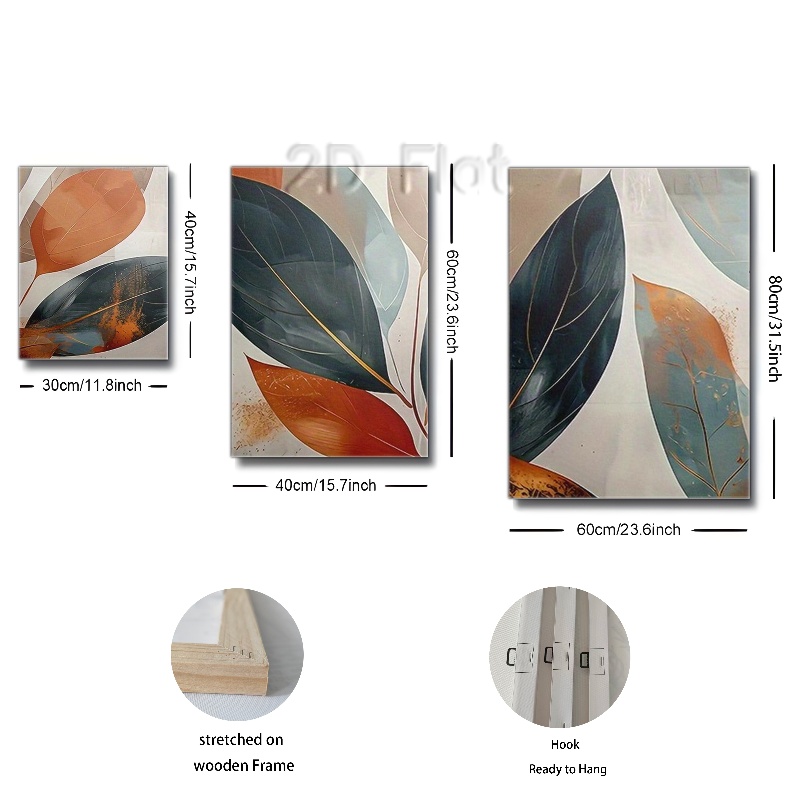 2D Flat
40cm/15.7inch
30cm/11.8inch
60cm/23.6inch
40cm/15.7inch
80cm/31.5inch
60cm/23.6inch
stretched on
wooden Frame
Hook
Ready to Hang